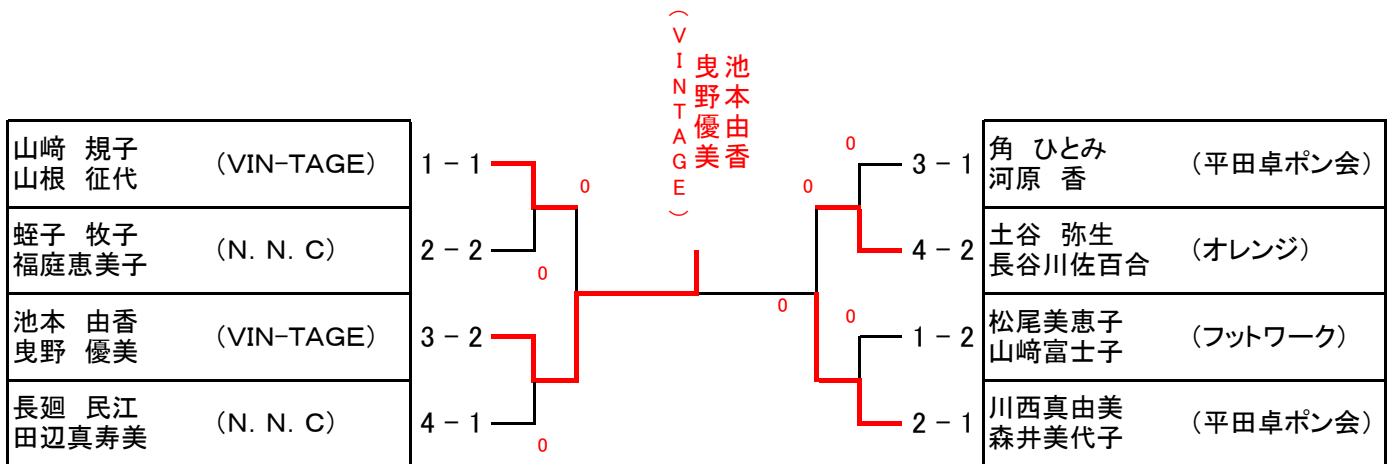 (VINTAGE)
池本由香
曳野優美
山﨑 規子
山根 征代
(VIN-TAGE)
1-1
蛭子 牧子
福庭恵美子
(N.N.C)
2-2
池本 由香
曳野 優美
(VIN-TAGE)
3-2
長廻 民江
田辺真寿美
(N.N.C)
4-1
0
0
0
0
0
0
0
3-1
角 ひとみ
河原 香
(平田卓ポン会)
4-2
土谷 弥生
長谷川佐百合
(オレンジ)
1-2
松尾美恵子
山﨑富士子
(フットワーク)
2-1
川西真由美
森井美代子
(平田卓ポン会)